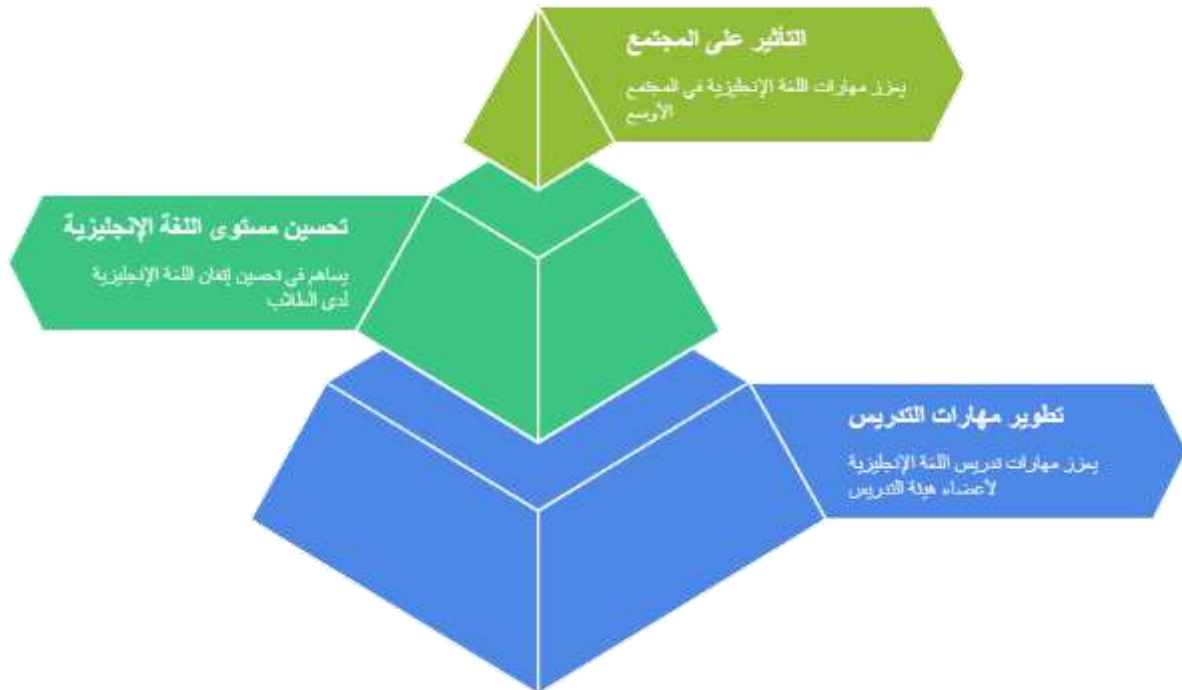 التأثير على المجتمع
يعزز مهارات اللغة الإنجليزية في المجتمع
الأوسع
تحسين مستوى اللغة الإنجليزية
يساهم في تحسين إتقان اللغة الإنجليزية
لدى الطلاب
تطوير مهارات التدريس
يعزز مهارات تدريس اللغة الإنجليزية
لأعضاء هيئة التدريس